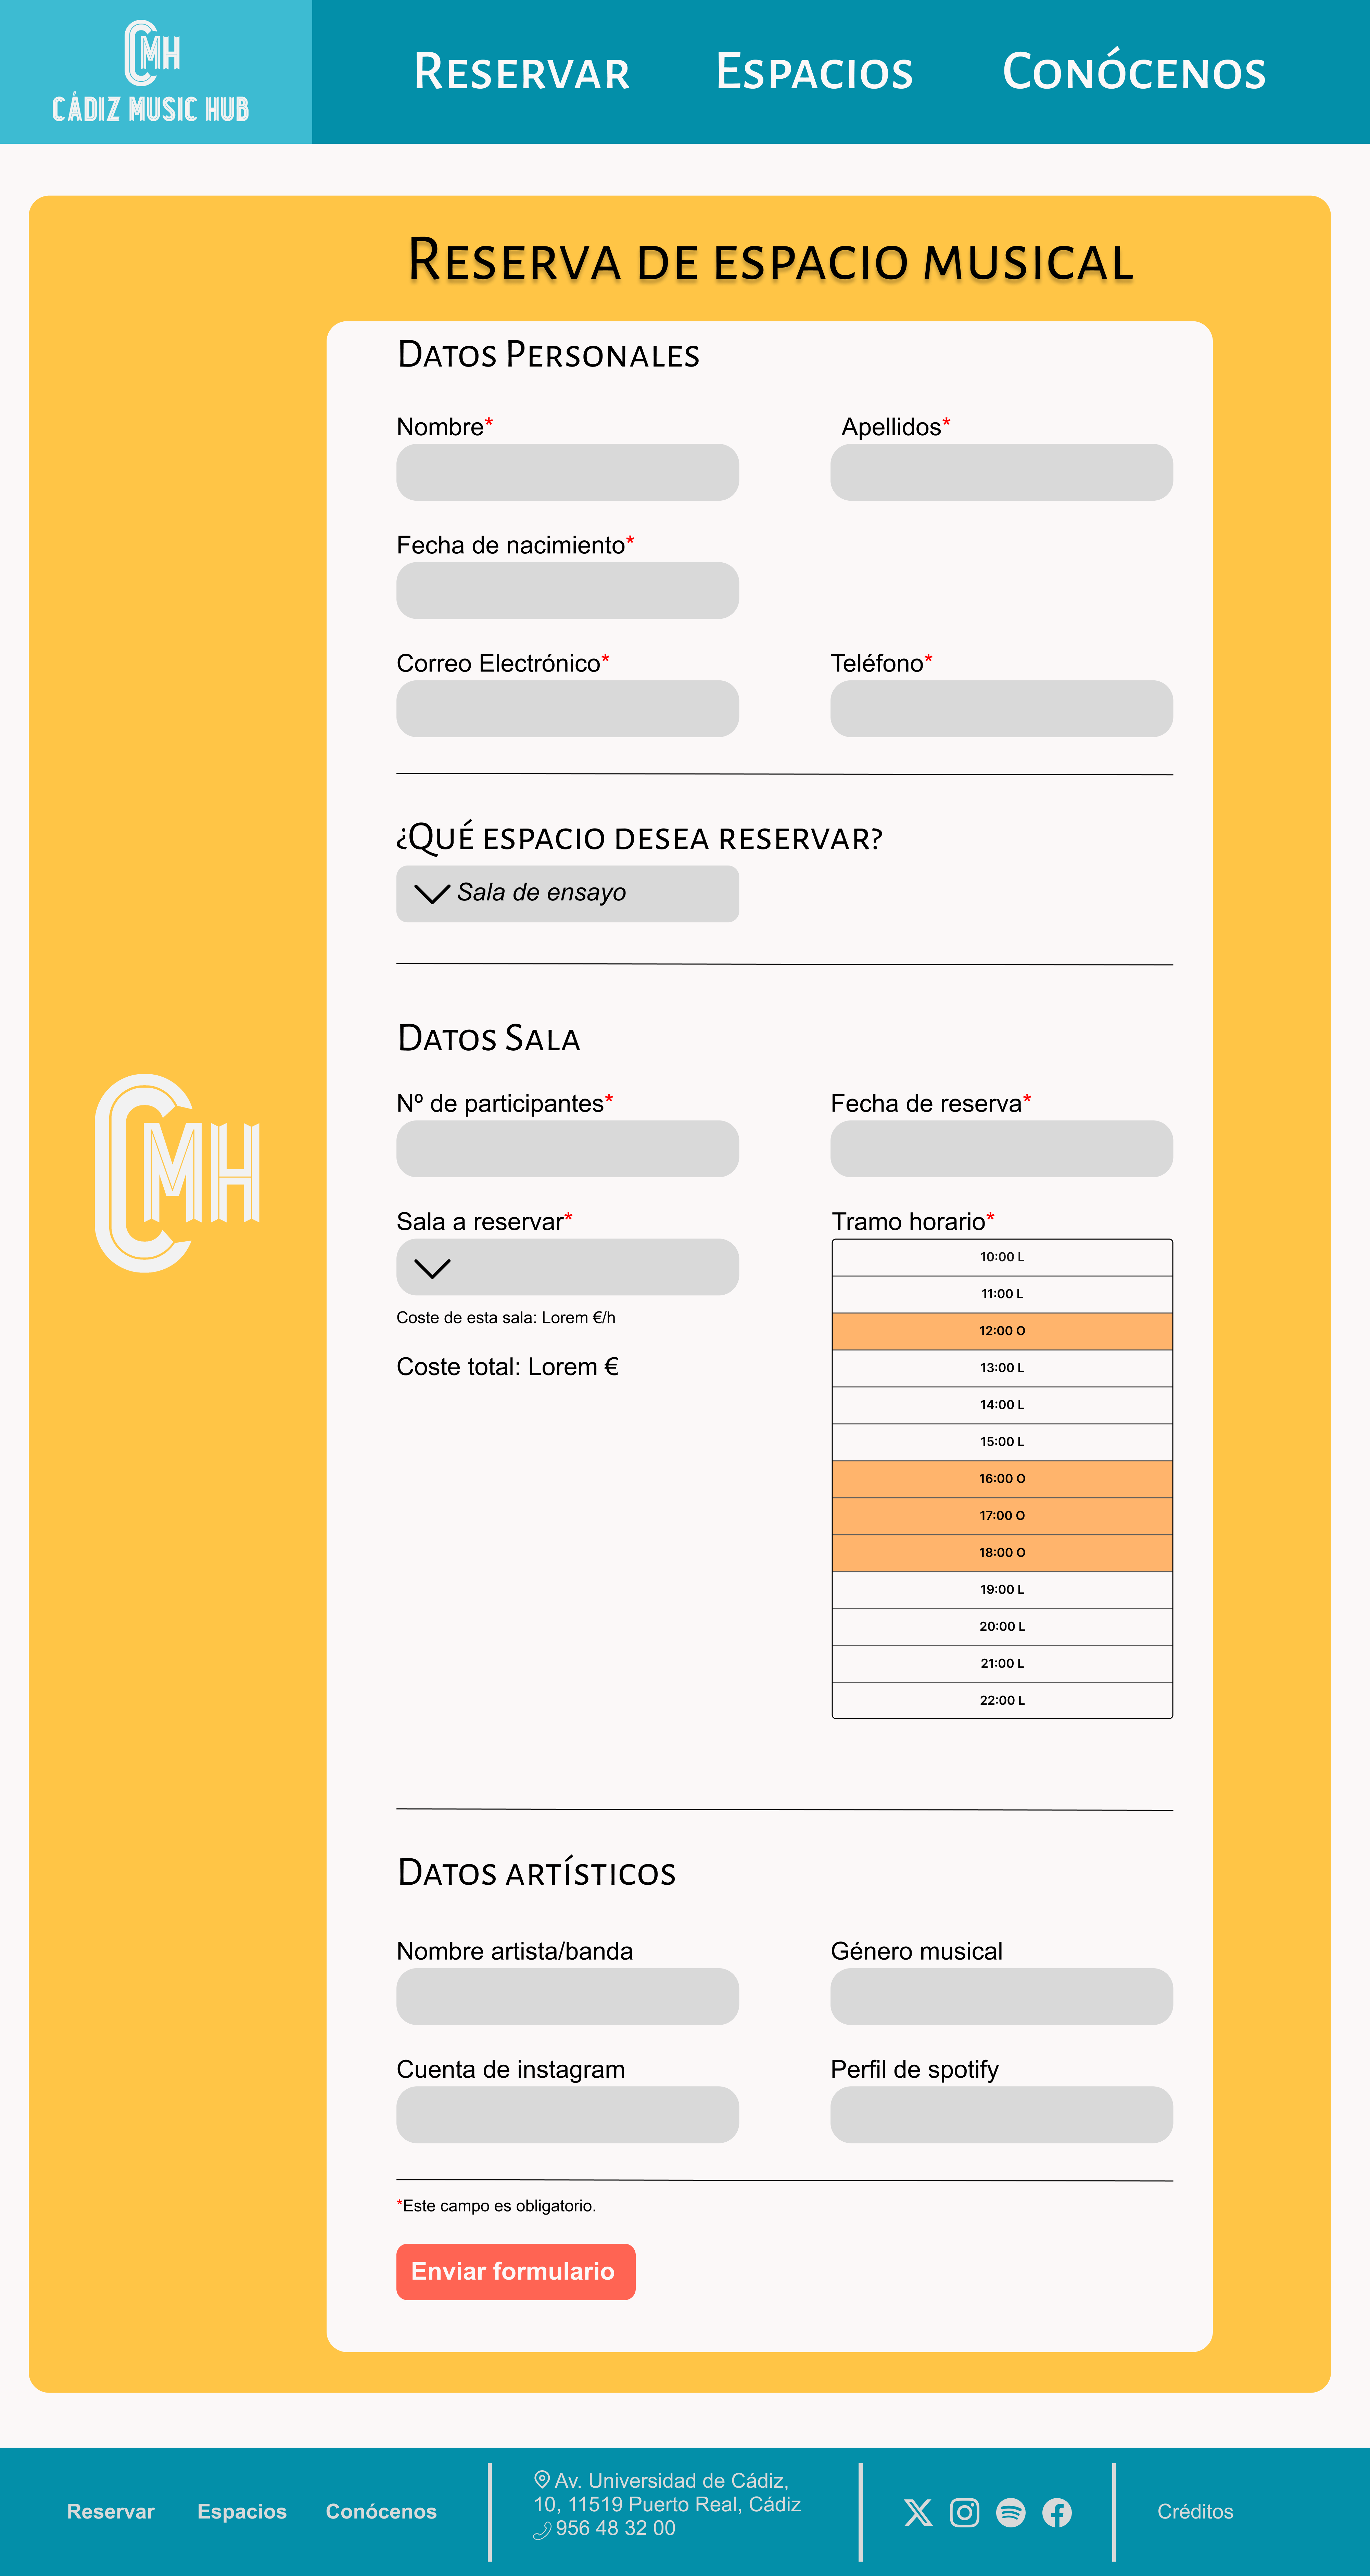 CMH
CÁDIZ MUSIC HUB
Reservar Espacios Conócenos
Reserva de espacio musical
Datos Personales
Nombre* Apellidos*
Fecha de nacimiento*
Correo Electrónico* Teléfono*
¿Qué espacio desea reservar?
Sala de ensayo
Datos Sala
Nº de participantes* Fecha de reserva*
Sala a reservar* Tramo horario*
Coste de esta sala: Lorem €/h
Coste total: Lorem €
10:00 L
11:00 L
12:00 O
13:00 L
14:00 L
15:00 L
16:00 O
17:00 O
18:00 O
19:00 L
20:00 L
21:00 L
22:00 L
CMH
Datos artísticos
Nombre artista/banda Género musical
Cuenta de instagram Perfil de spotify
*Este campo es obligatorio.
Enviar formulario
Reservar Espacios Conócenos
Av. Universidad de Cádiz,
10, 11519 Puerto Real, Cádiz
956 48 32 00
Créditos